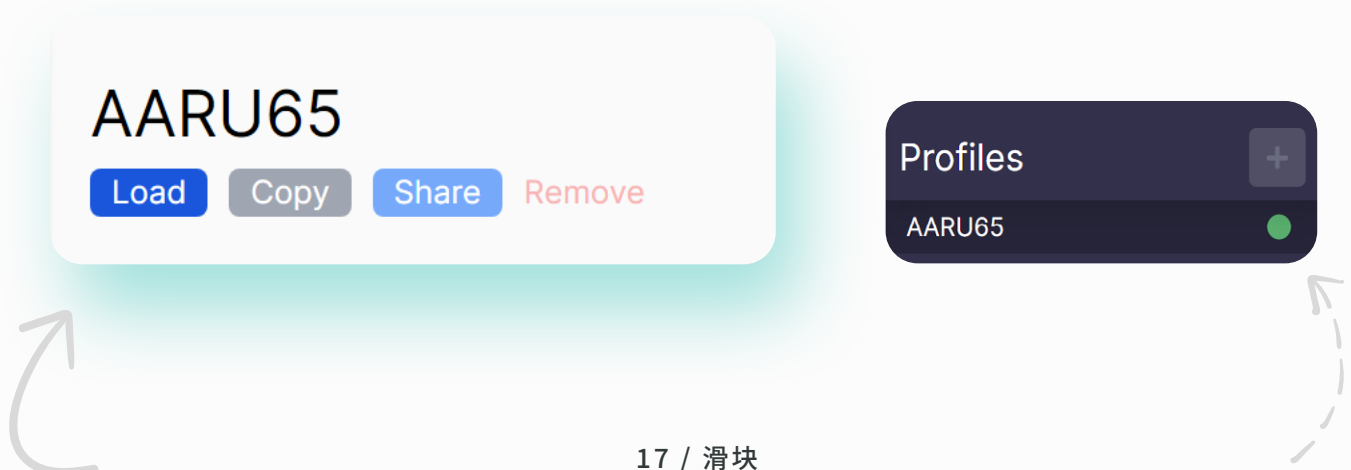 AARU65
Load Copy Share Remove
Profiles +
AARU65
17 / 滑块